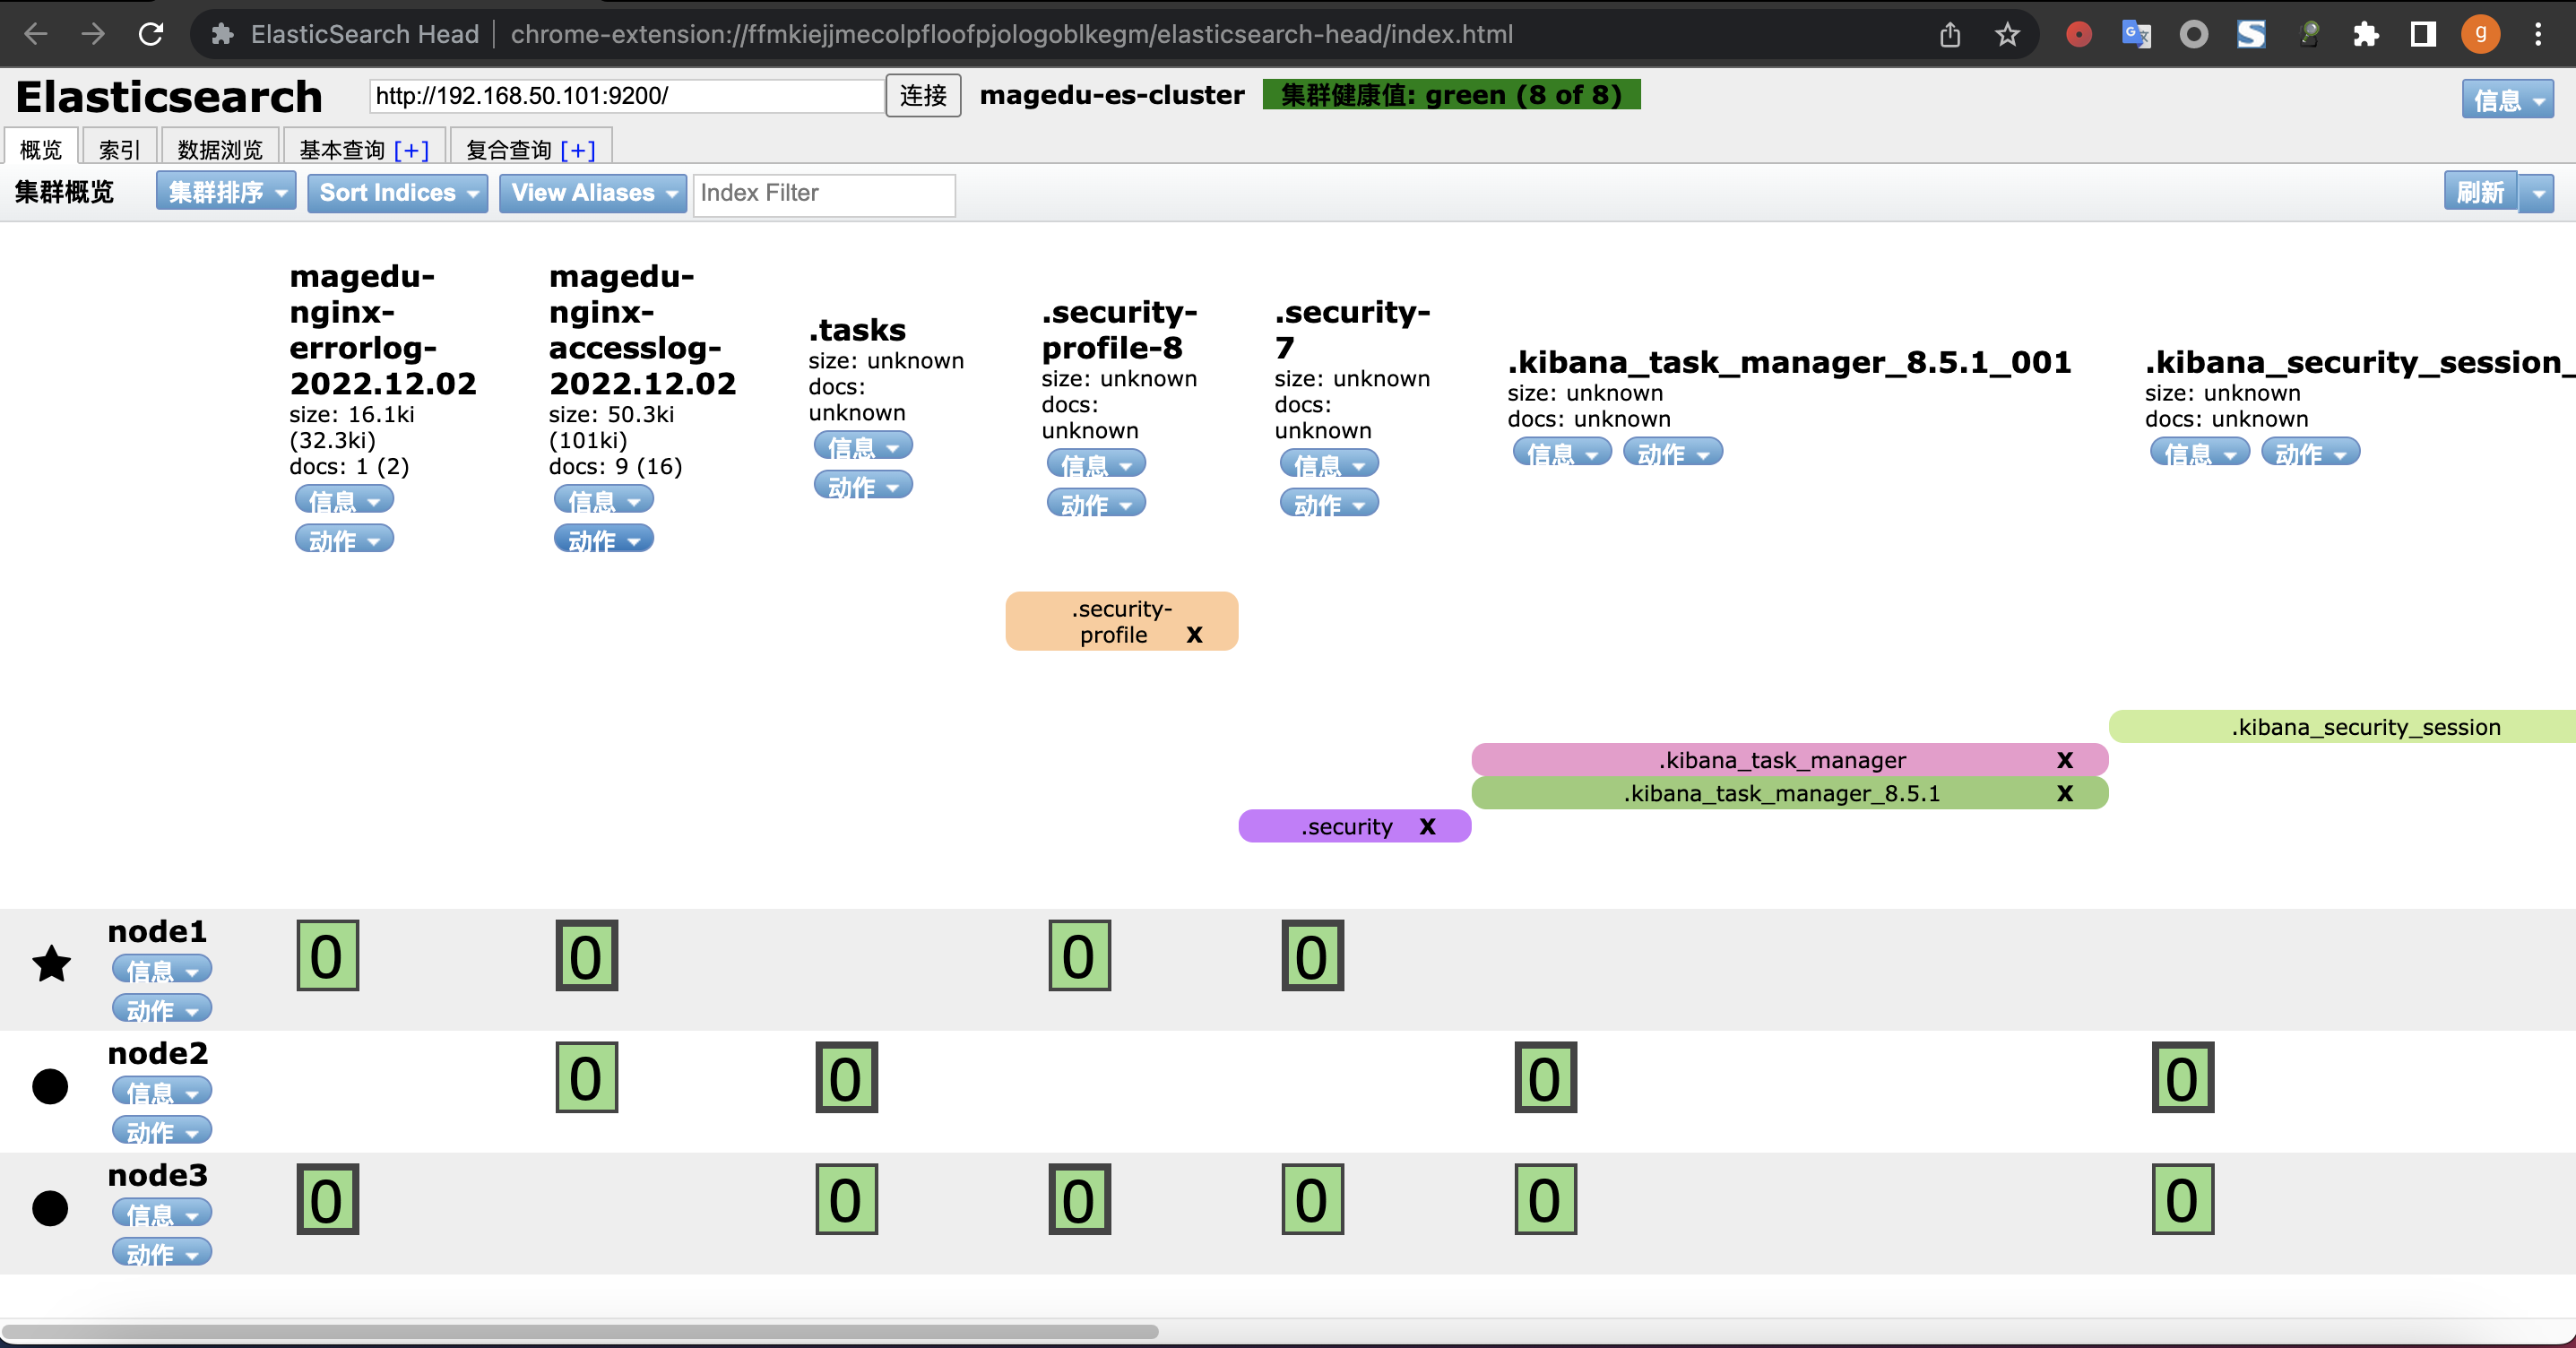 ElasticSearch Head | chrome-extension://ffmkiejjmecolpfloofpjologoblkegm/elasticsearch-head/index.html
g
Elasticsearch
http://192.168.50.101:9200/
连接
magedu-es-cluster
集群健康值: green (8 of 8)
信息
概览
索引
数据浏览
基本查询 [+]
复合查询 [+]
集群概览
集群排序
Sort Indices
View Aliases
Index Filter
刷新
magedu-
nginx-
errorlog-
2022.12.02
size: 16.1ki
(32.3ki)
docs: 1 (2)
信息
动作
magedu-
nginx-
accesslog-
2022.12.02
size: 50.3ki
(101ki)
docs: 9 (16)
信息
动作
.tasks
size: unknown
docs:
unknown
信息
动作
.security-
profile-8
size: unknown
docs:
unknown
信息
动作
.security-
7
size: unknown
docs:
unknown
信息
动作
.kibana_task_manager_8.5.1_001
size: unknown
docs: unknown
信息 动作
.kibana_security_session_
size: unknown
docs: unknown
信息 动作
.security-
profile X
.kibana_security_session
.kibana_task_manager X
.kibana_task_manager_8.5.1 X
.security X
node1
信息
动作
0 0 0 0
node2
信息
动作
0 0 0 0
node3
信息
动作
0 0 0 0 0 0